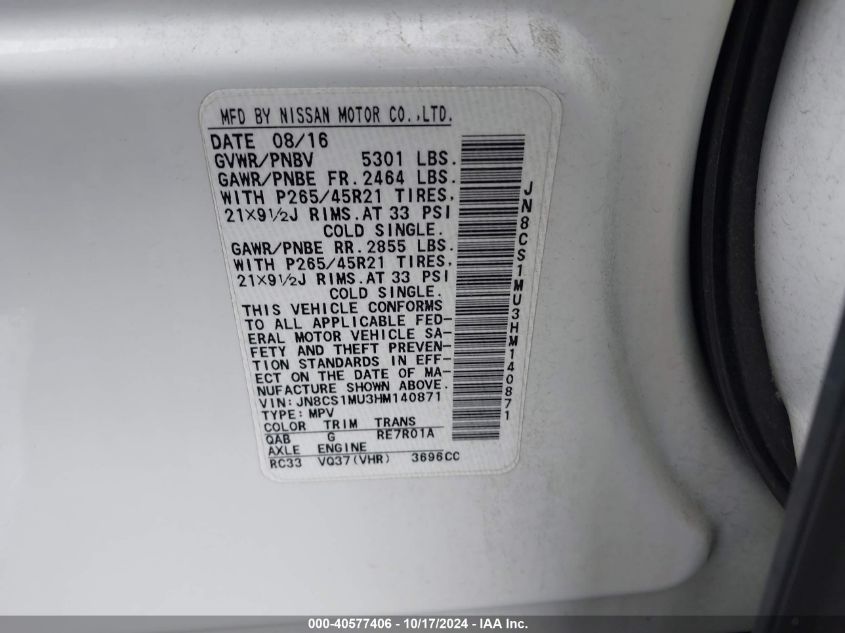 MFD BY NISSAN MOTOR CO.,LTD.
DATE 08/16
GVWR/PNBV 5301 LBS.
GAWR/PNBE FR. 2464 LBS.
WITH P265/45R21 TIRES,
21×9½J RIMS. AT 33 PSI
COLD SINGLE.
GAWR/PNBE RR. 2855 LBS.
WITH P265/45R21 TIRES,
21×9½J RIMS. AT 33 PSI
COLD SINGLE.
THIS VEHICLE CONFORMS
TO ALL APPLICABLE FED-
ERAL MOTOR VEHICLE SA-
FETY AND THEFT PREVEN-
TION STANDARDS IN EFF-
ECT ON THE DATE OF MA-
NUFACTURE SHOWN ABOVE.
VIN: JN8CS1MU3HM140871
TYPE: MPV
COLOR TRIM TRANS
QAB G RE7R01A
AXLE ENGINE
RC33 VQ37(VHR) 3696CC
JN8CS1MU3HM140871
000-40577406 - 10/17/2024 - IAA Inc.